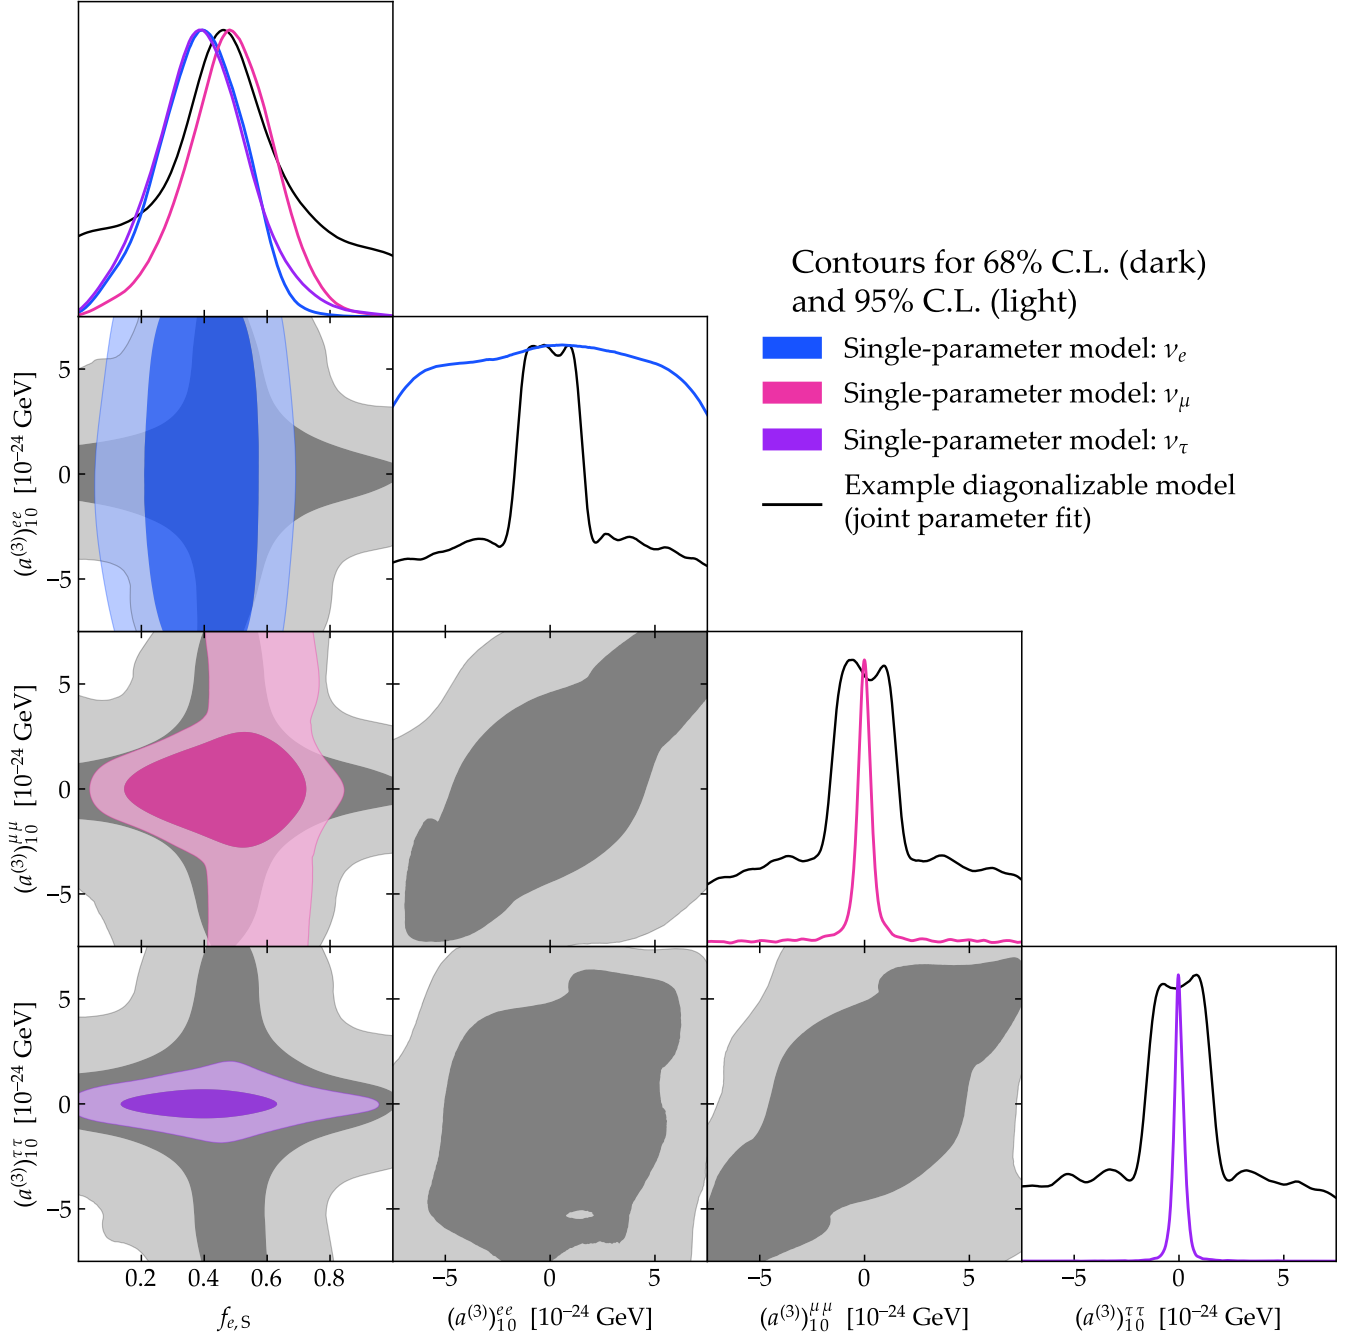 Contours for 68% C.L. (dark)
and 95% C.L. (light)
Single-parameter model: νe
Single-parameter model: νμ
Single-parameter model: ντ
Example diagonalizable model
(joint parameter fit)
5
0
−5
(a(3))ee10 [10−24 GeV]
5
0
−5
(a(3))μμ10 [10−24 GeV]
5
0
−5
(a(3))ττ10 [10−24 GeV]
0.2 0.4 0.6 0.8
−5 0 5
−5 0 5
−5 0 5
fe,S
(a(3))ee10 [10−24 GeV]
(a(3))μμ10 [10−24 GeV]
(a(3))ττ10 [10−24 GeV]